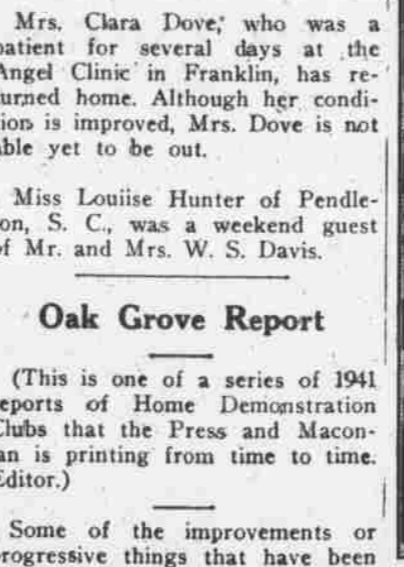 Mrs. Clara Dove, who was a
patient for several days at the
Angel Clinic in Franklin, has re-
turned home. Although her condi-
tion is improved, Mrs. Dove is not
able yet to be out.
Miss Louiise Hunter of Pendle-
ton, S. C., was a weekend guest
of Mr. and Mrs. W. S. Davis.
Oak Grove Report
(This is one of a series of 1941
reports of Home Demonstration
Clubs that the Press and Macon-
ian is printing from time to time.
Editor.)
Some of the improvements or
progressive things that have been